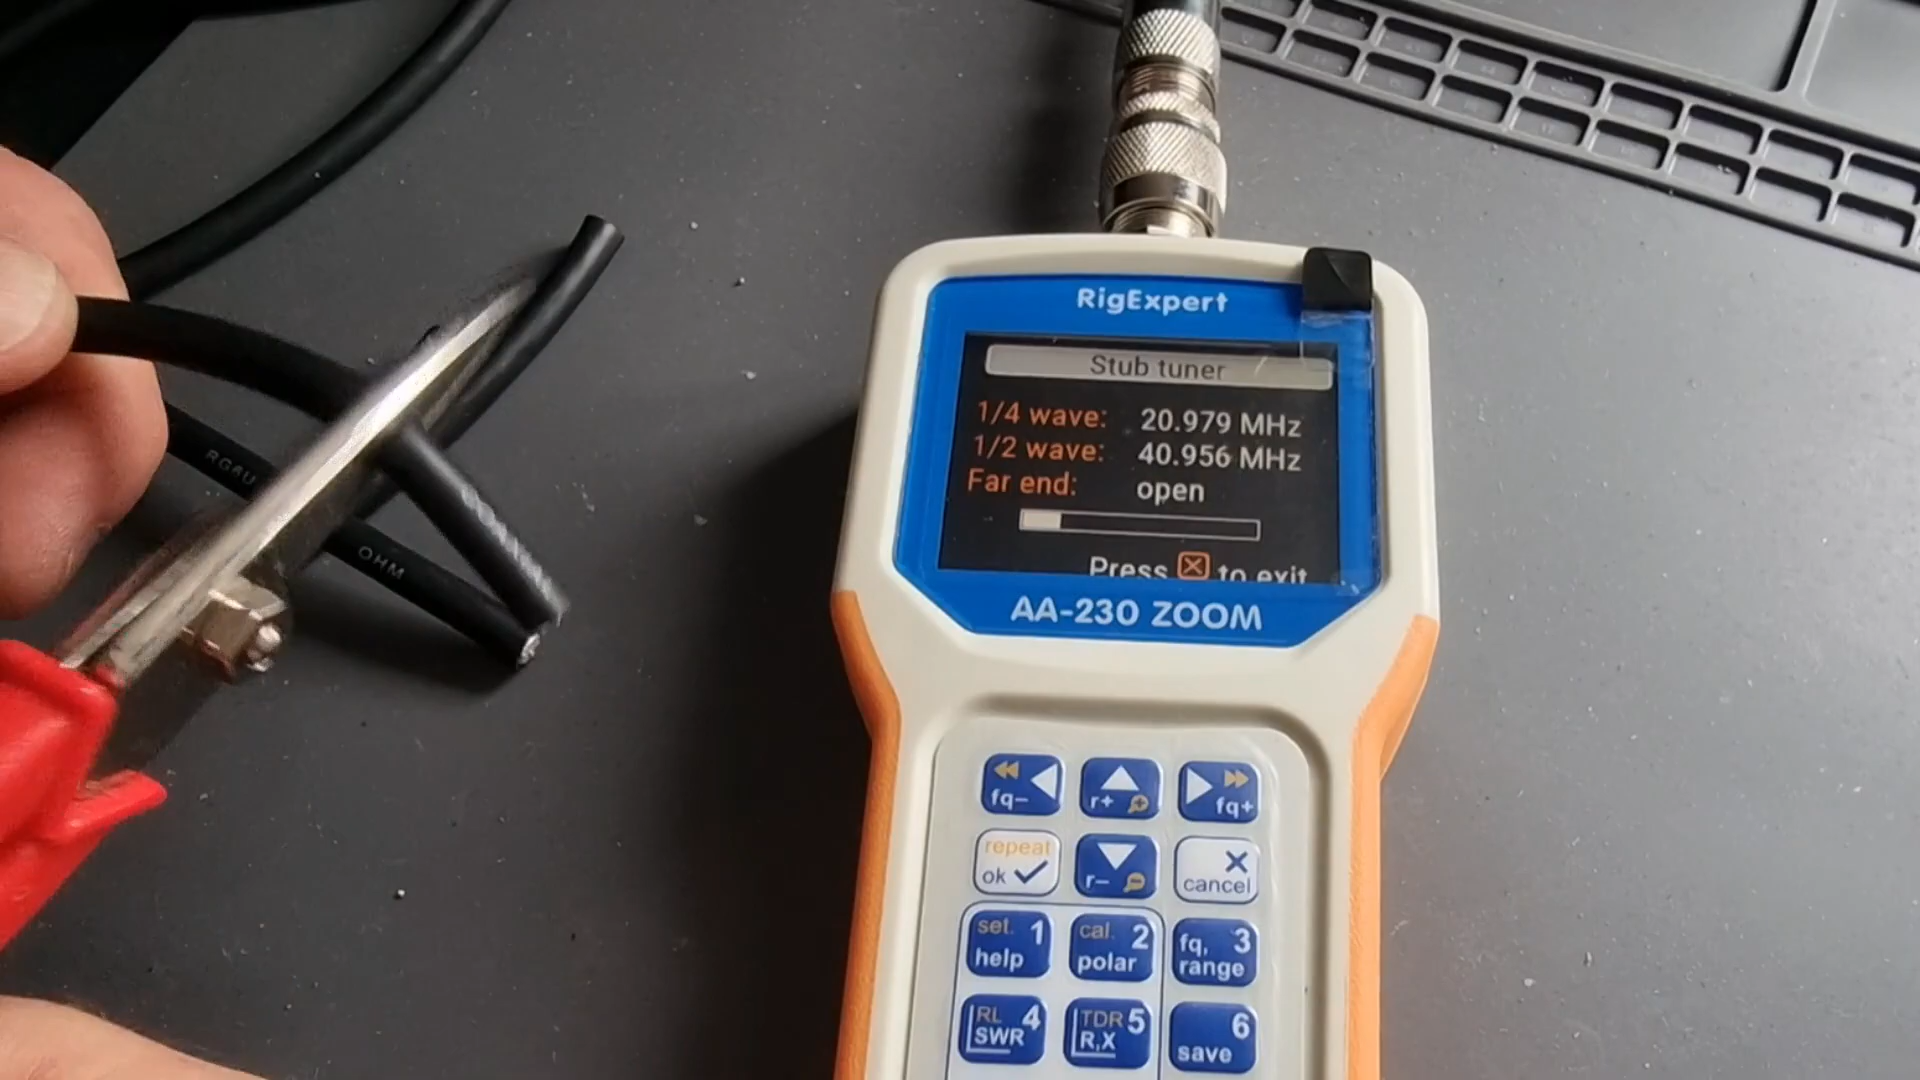 RigExpert
Stub tuner
1/4 wave: 20.979 MHz
1/2 wave: 40.956 MHz
Far end: open
Press to exit
AA-230 ZOOM
fq-
r+
fq+
repeat
ok
r-
cancel
set. 1
help
cal. 2
polar
fq, 3
range
RL 4
SWR
TDR 5
R,X
6
save
RG8U
OHM